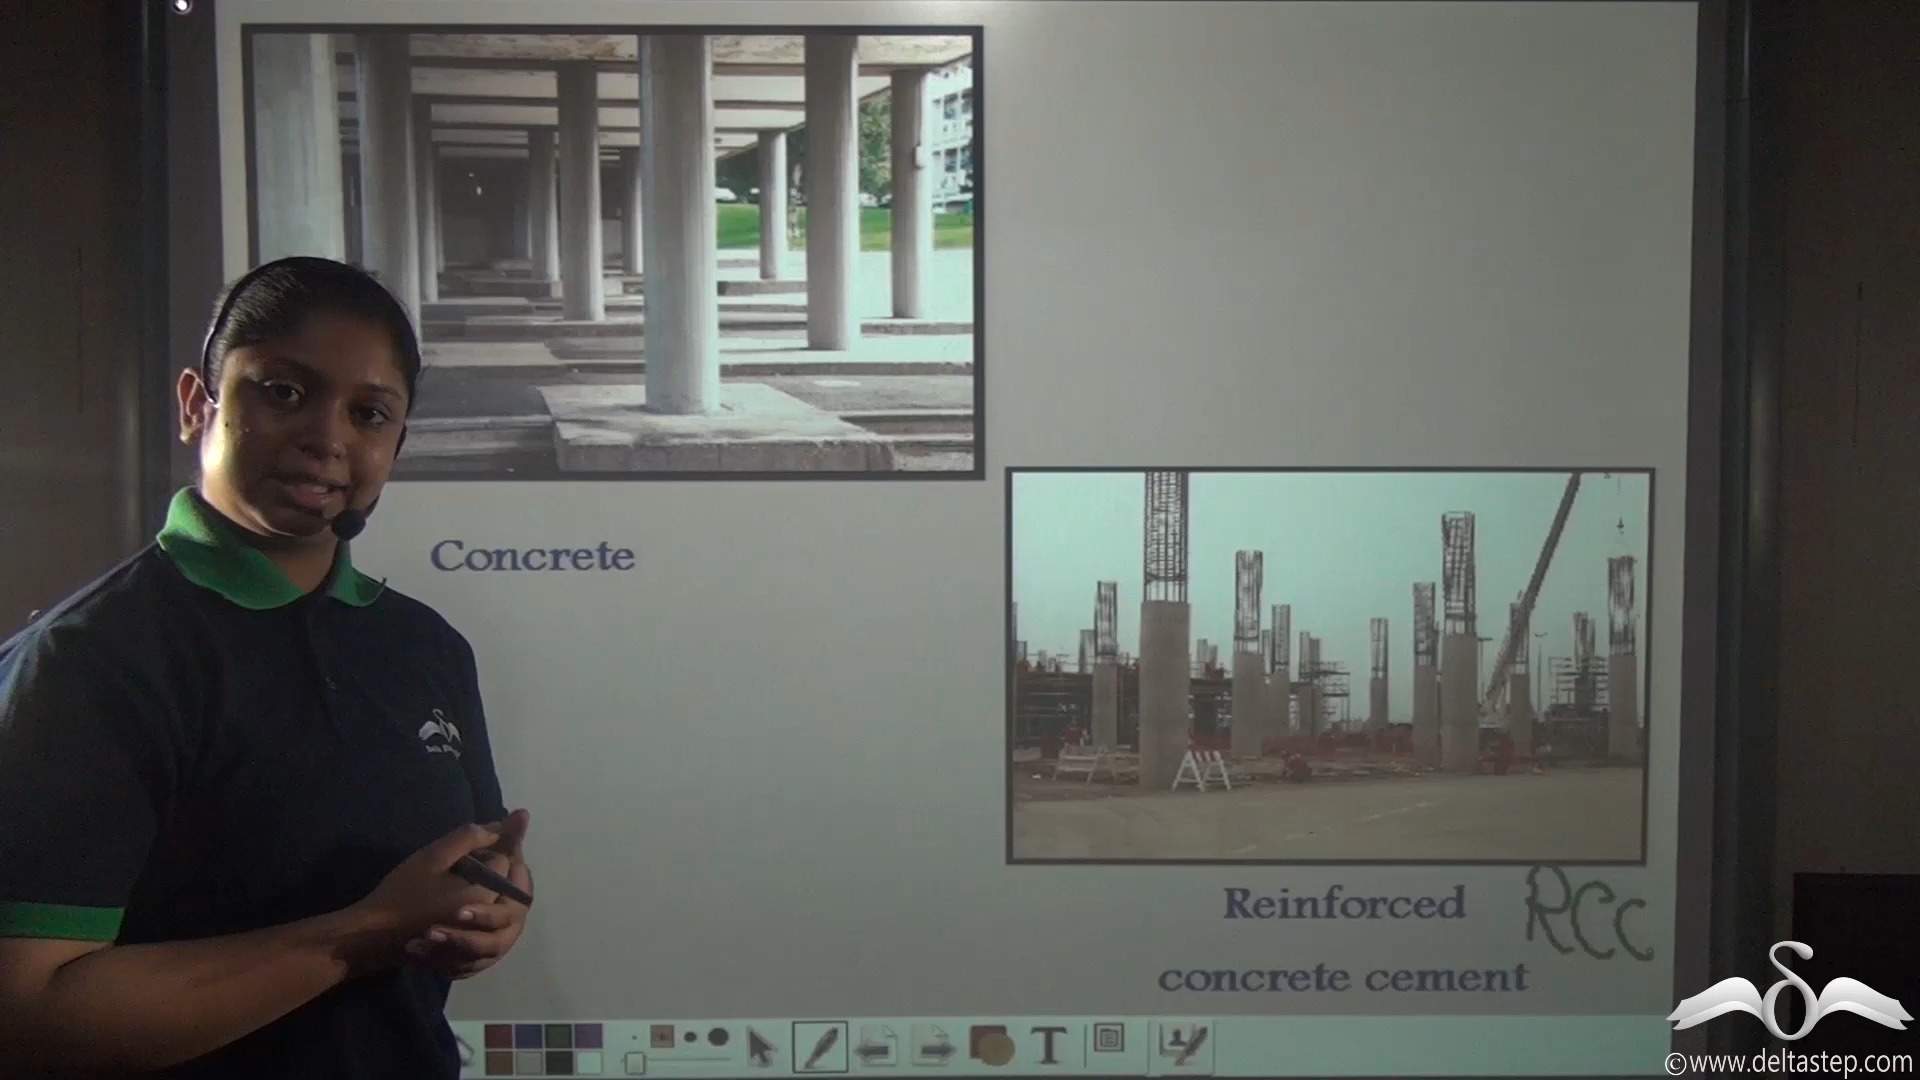 Concrete
Reinforced
RCC
concrete cement
T
©www.deltastep.com